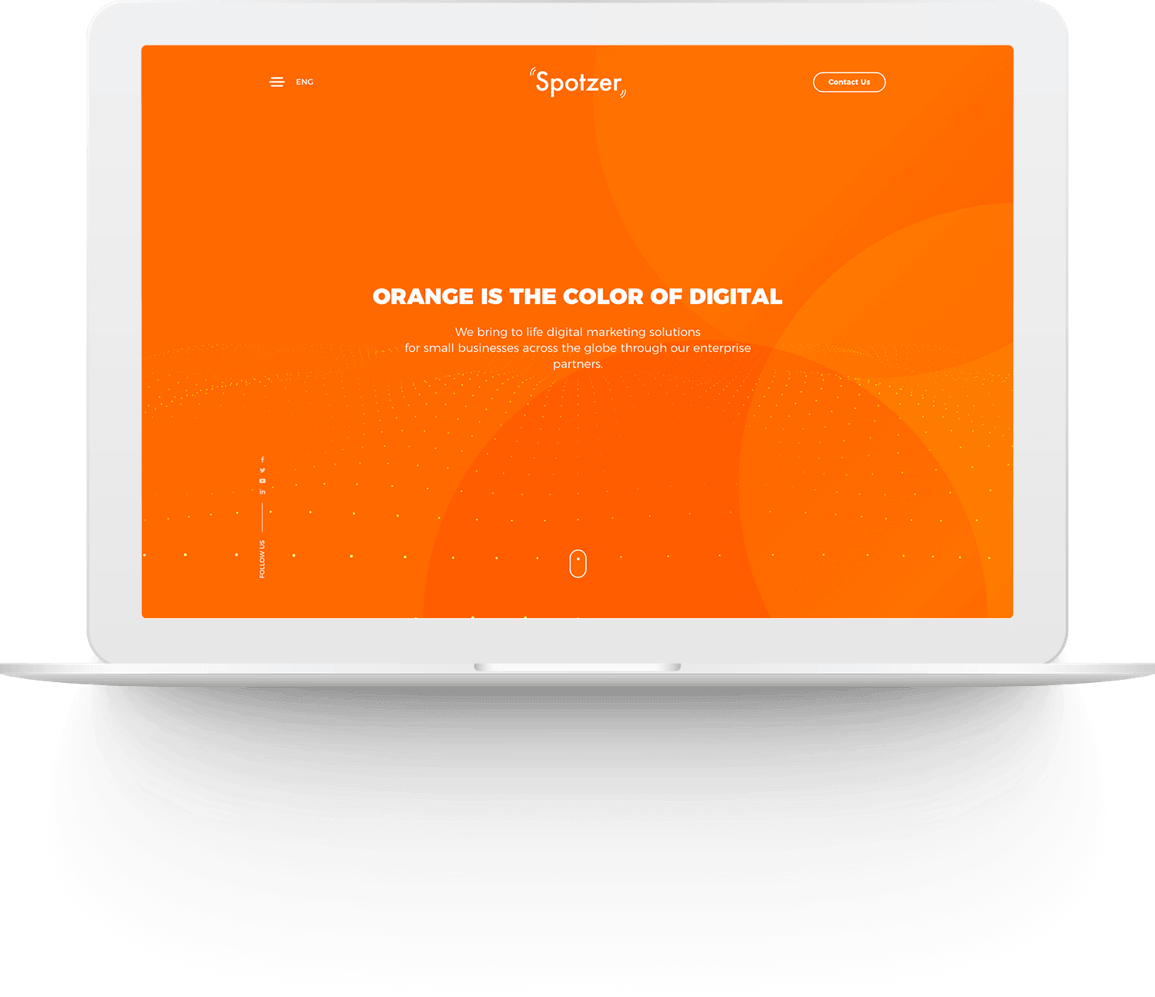 ENG
Spotzer
Contact Us
ORANGE IS THE COLOR OF DIGITAL
We bring to life digital marketing solutions
for small businesses across the globe through our enterprise
partners.
FOLLOW US